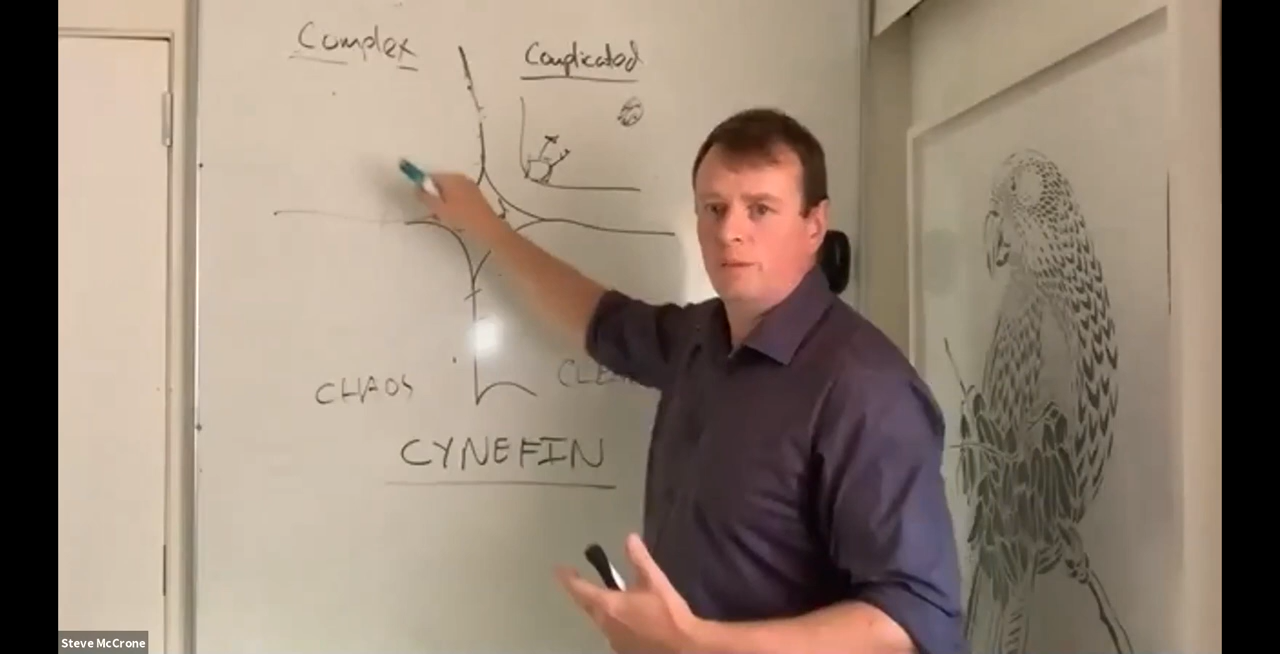 Complex
Complicated
CHAOS
CYNEFIN
Steve McCrone